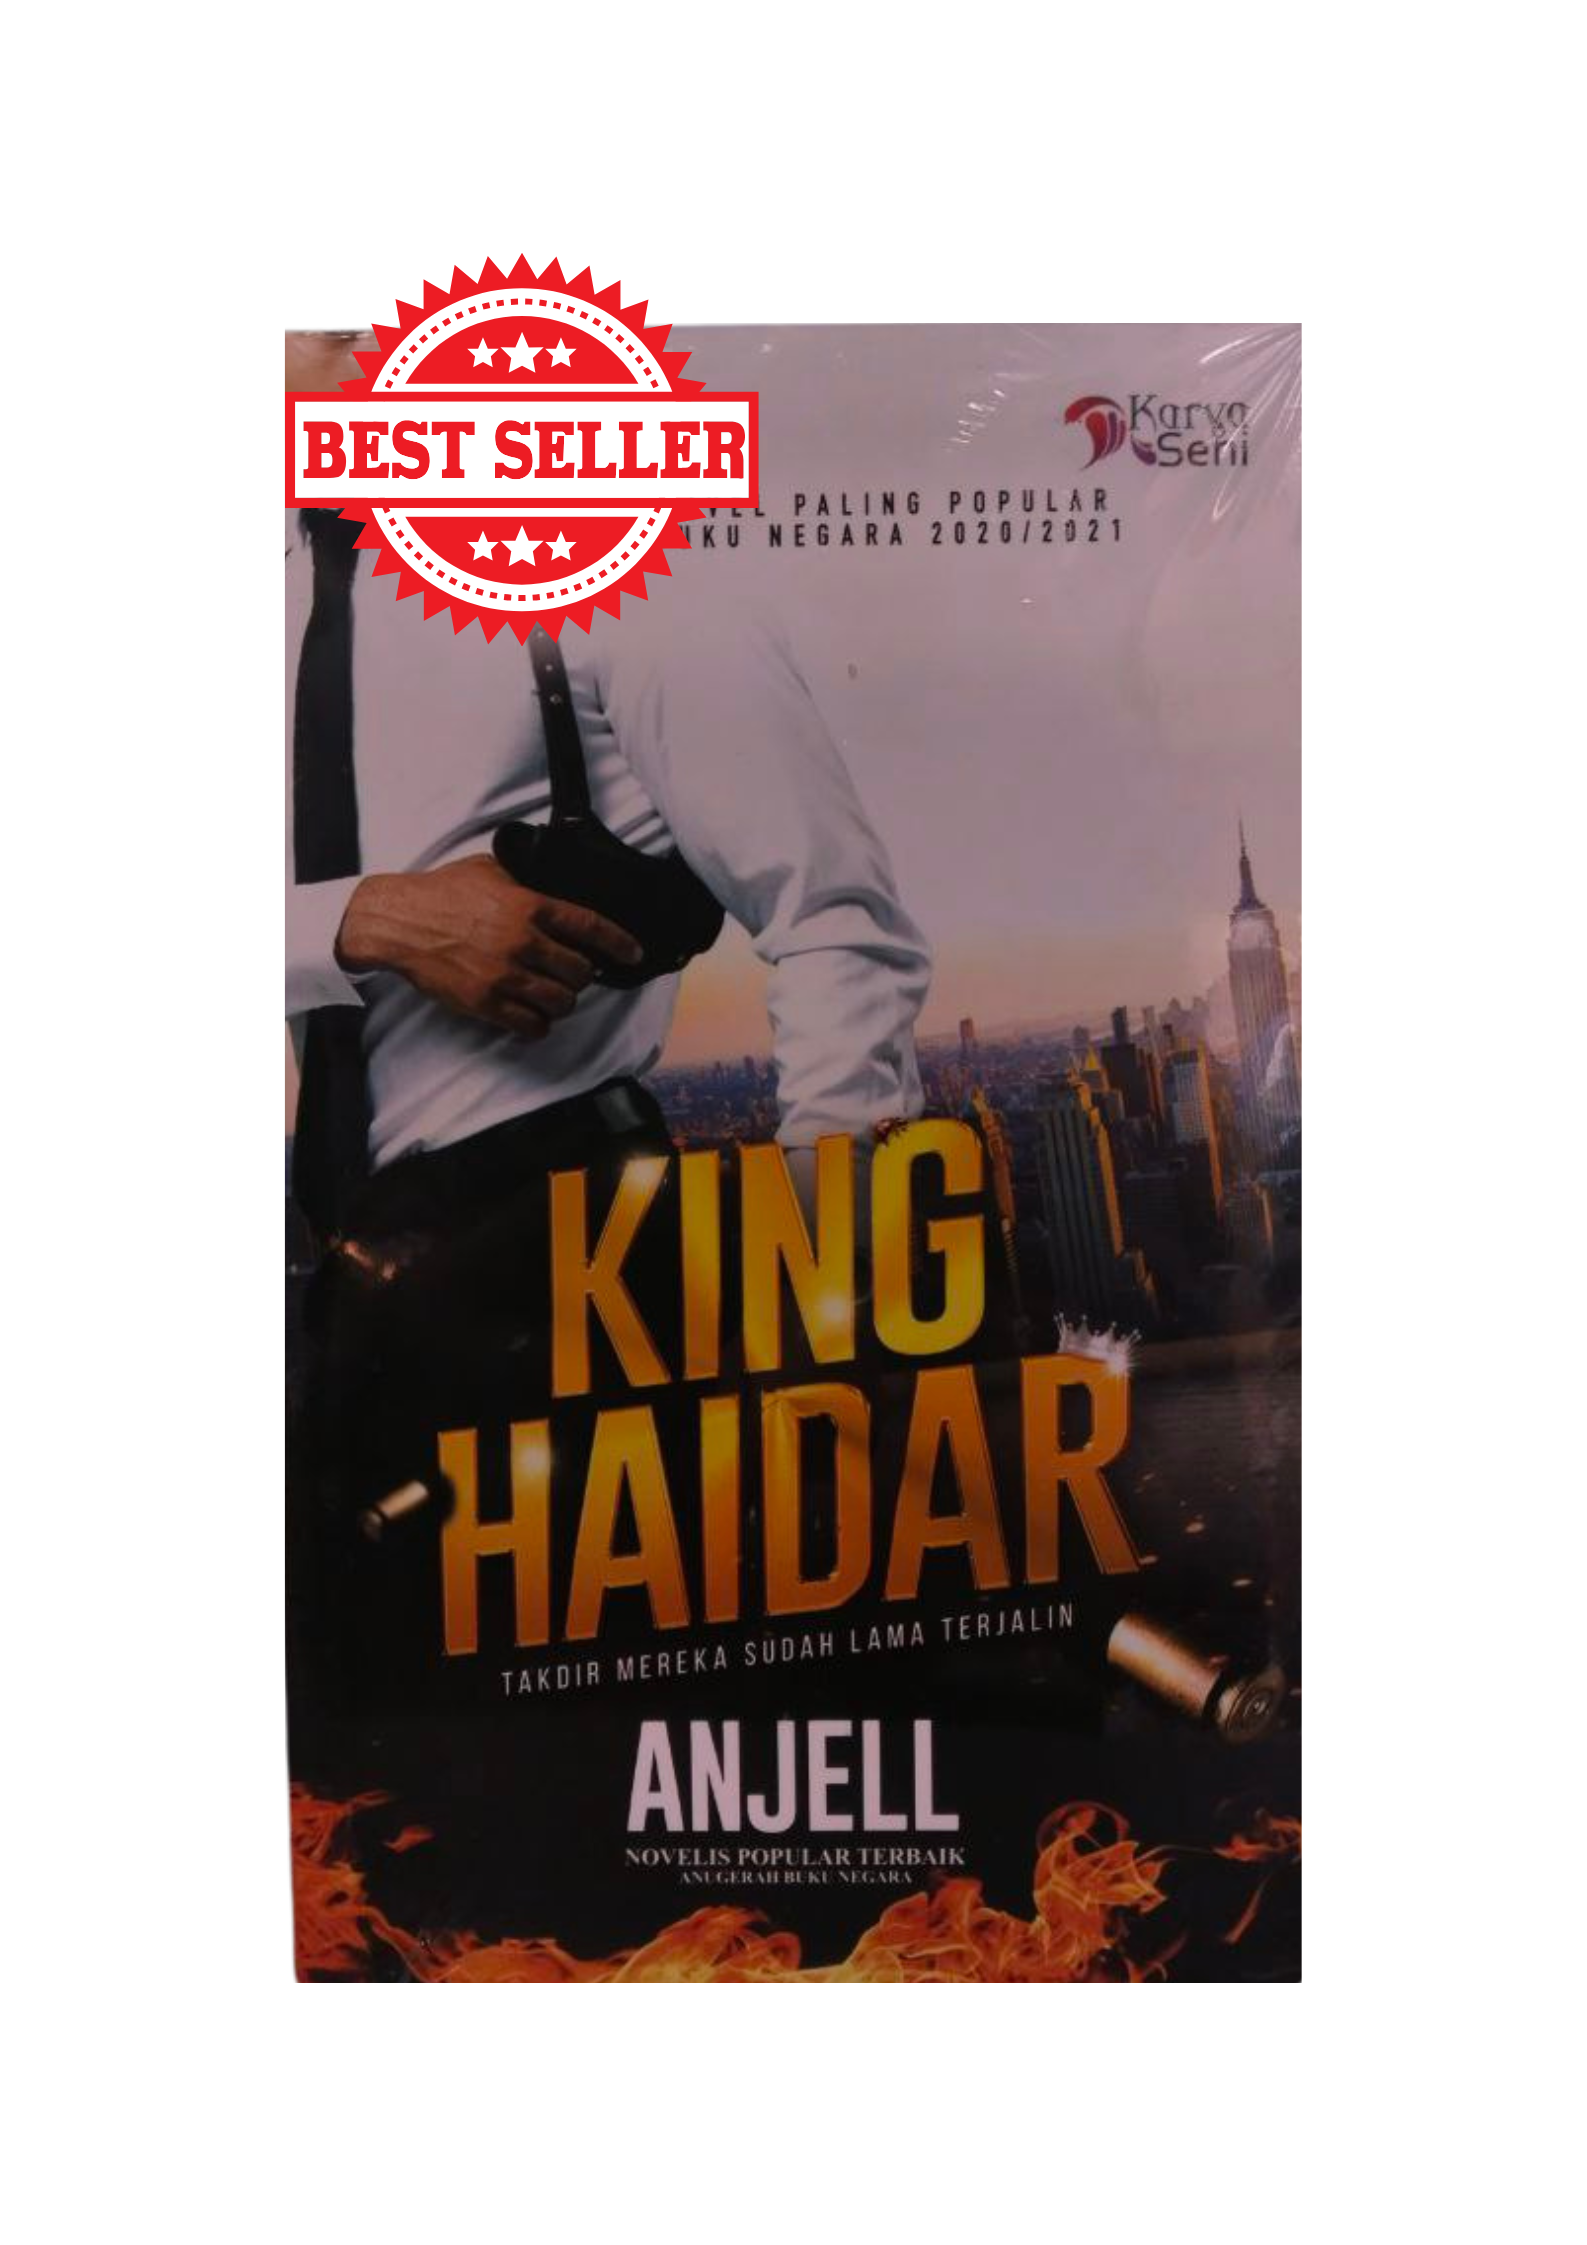 BEST SELLER
Karya
Seni
PALING POPULAR
NEGARA 2020/2021
KING
HAIDAR
TAKDIR MEREKA SUDAH LAMA TERJALIN
ANJELL
NOVELIS POPULAR TERBAIK
ANUGERAH BUKU NEGARA